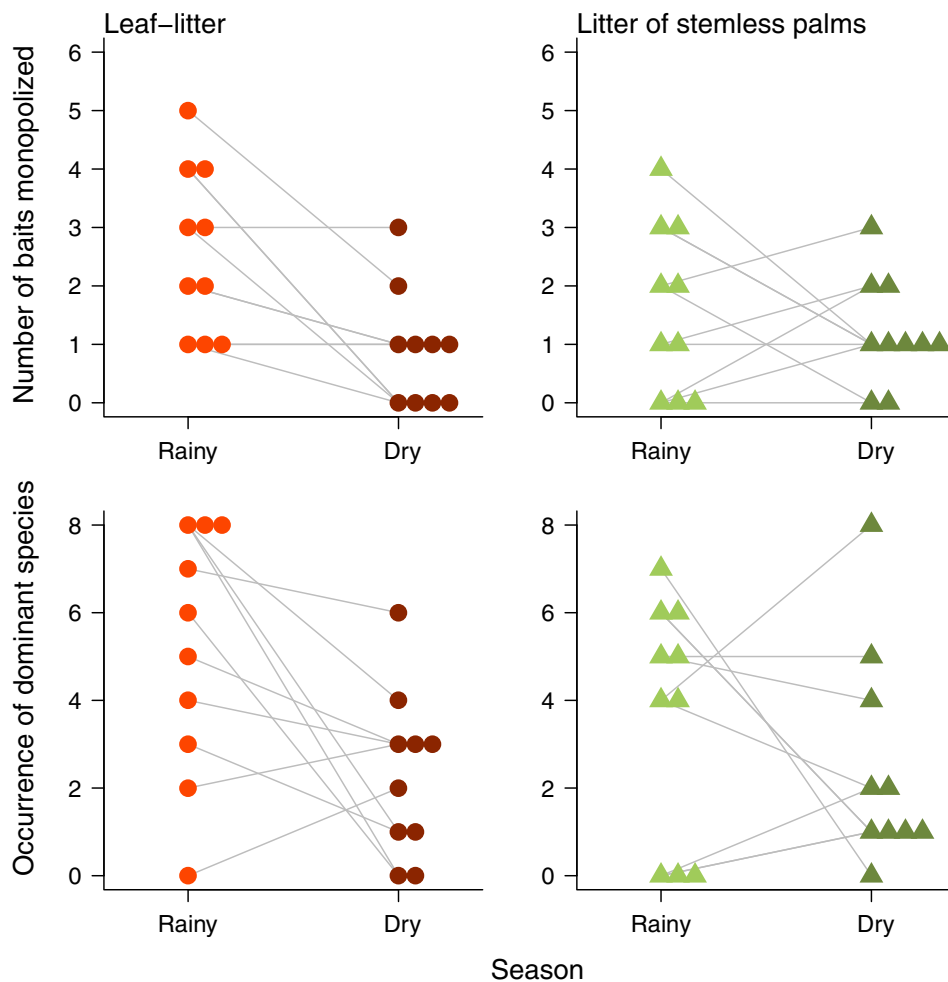 Leaf−litter
Litter of stemless palms
Number of baits monopolized
6
5
4
3
2
1
0
Rainy
Dry
6
5
4
3
2
1
0
Rainy
Dry
Occurrence of dominant species
8
6
4
2
0
Rainy
Dry
8
6
4
2
0
Rainy
Dry
Season